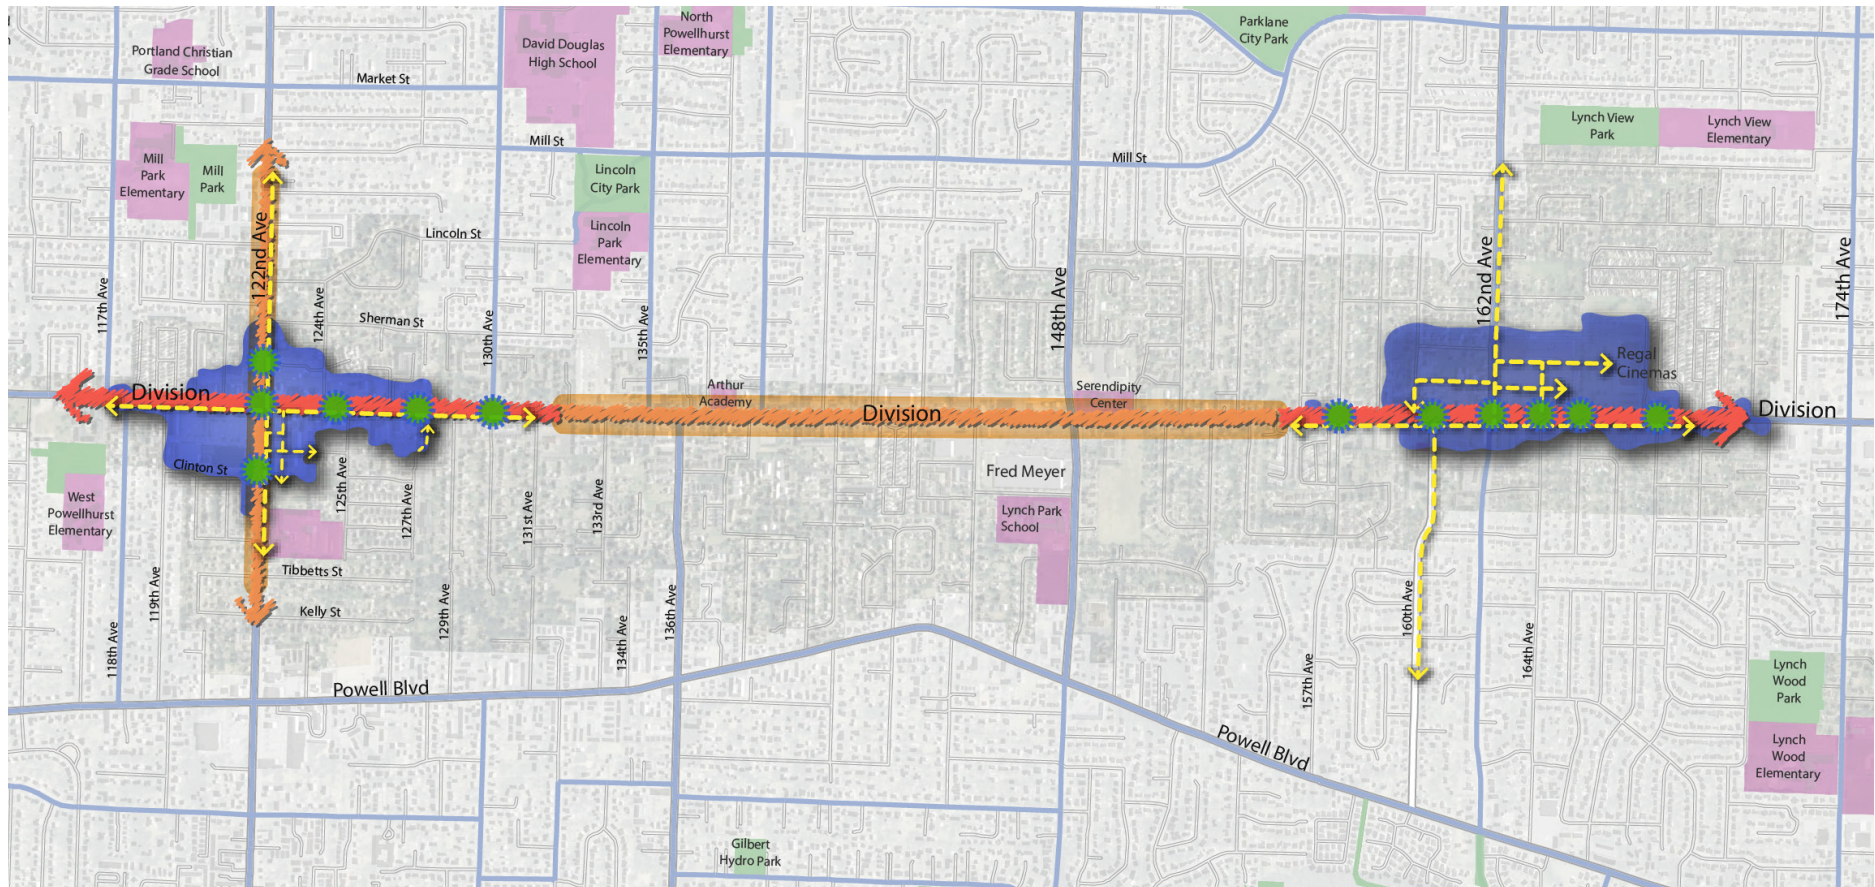 North
Powellhurst
Elementary
Parklane
City Park
David Douglas
High School
Portland Christian
Grade School
Market St
Lynch View
Park
Lynch View
Elementary
Mill St
Mill St
Mill
Park
Elementary
Mill
Park
Lincoln
City Park
122nd Ave
Lincoln St
Lincoln
Park
Elementary
117th Ave
124th Ave
Sherman St
130th Ave
135th Ave
148th Ave
162nd Ave
174th Ave
Regal
Cinemas
Division
Arthur
Academy
Serendipity
Center
Division
Division
Clinton St
125th Ave
127th Ave
131st Ave
133rd Ave
Fred Meyer
West
Powellhurst
Elementary
Lynch Park
School
Tibbetts St
Kelly St
119th Ave
118th Ave
129th Ave
134th Ave
136th Ave
160th Ave
157th Ave
164th Ave
Powell Blvd
Powell Blvd
Lynch
Wood
Park
Lynch
Wood
Elementary
Gilbert
Hydro Park